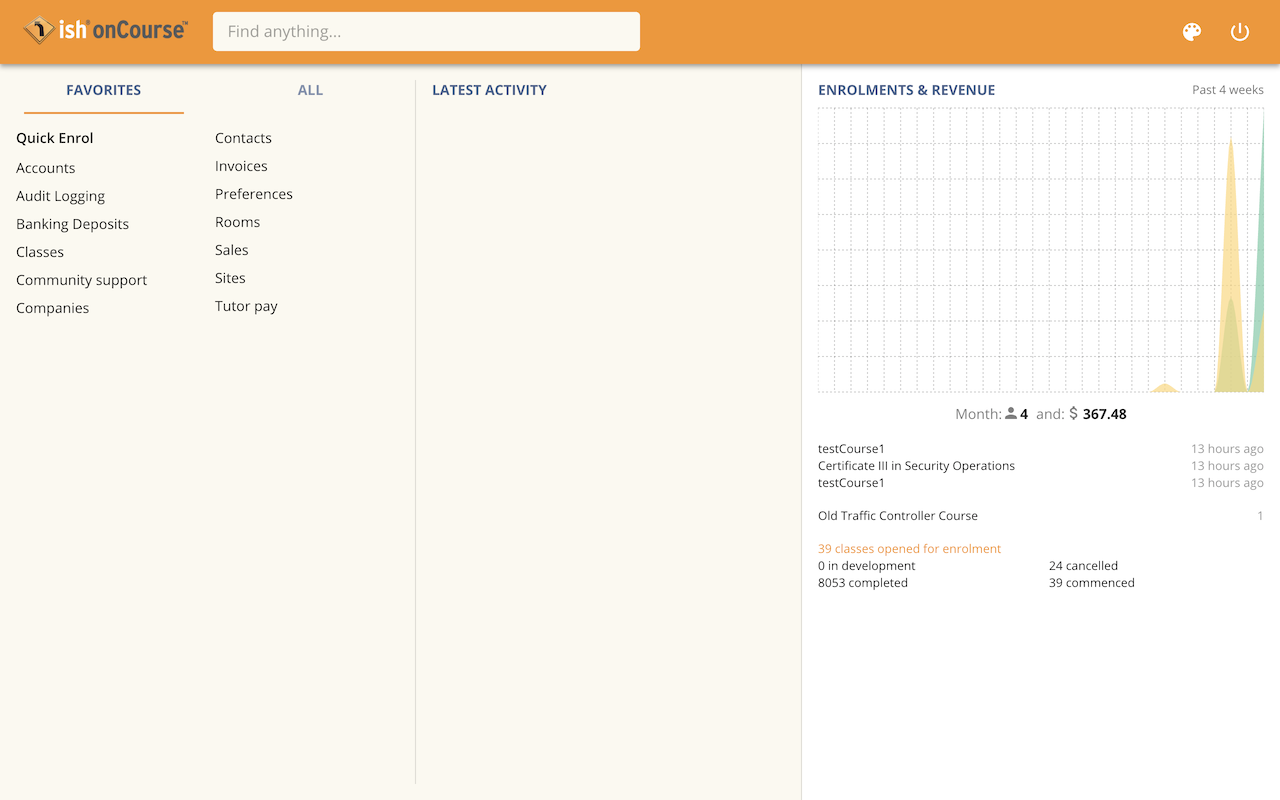 ish® onCourse™
Find anything...
FAVORITES
ALL
Quick Enrol
Accounts
Audit Logging
Banking Deposits
Classes
Community support
Companies
Contacts
Invoices
Preferences
Rooms
Sales
Sites
Tutor pay
LATEST ACTIVITY
ENROLMENTS & REVENUE
Past 4 weeks
Month: 4 and: $ 367.48
testCourse1 13 hours ago
Certificate III in Security Operations 13 hours ago
testCourse1 13 hours ago
Old Traffic Controller Course 1
39 classes opened for enrolment
0 in development 24 cancelled
8053 completed 39 commenced